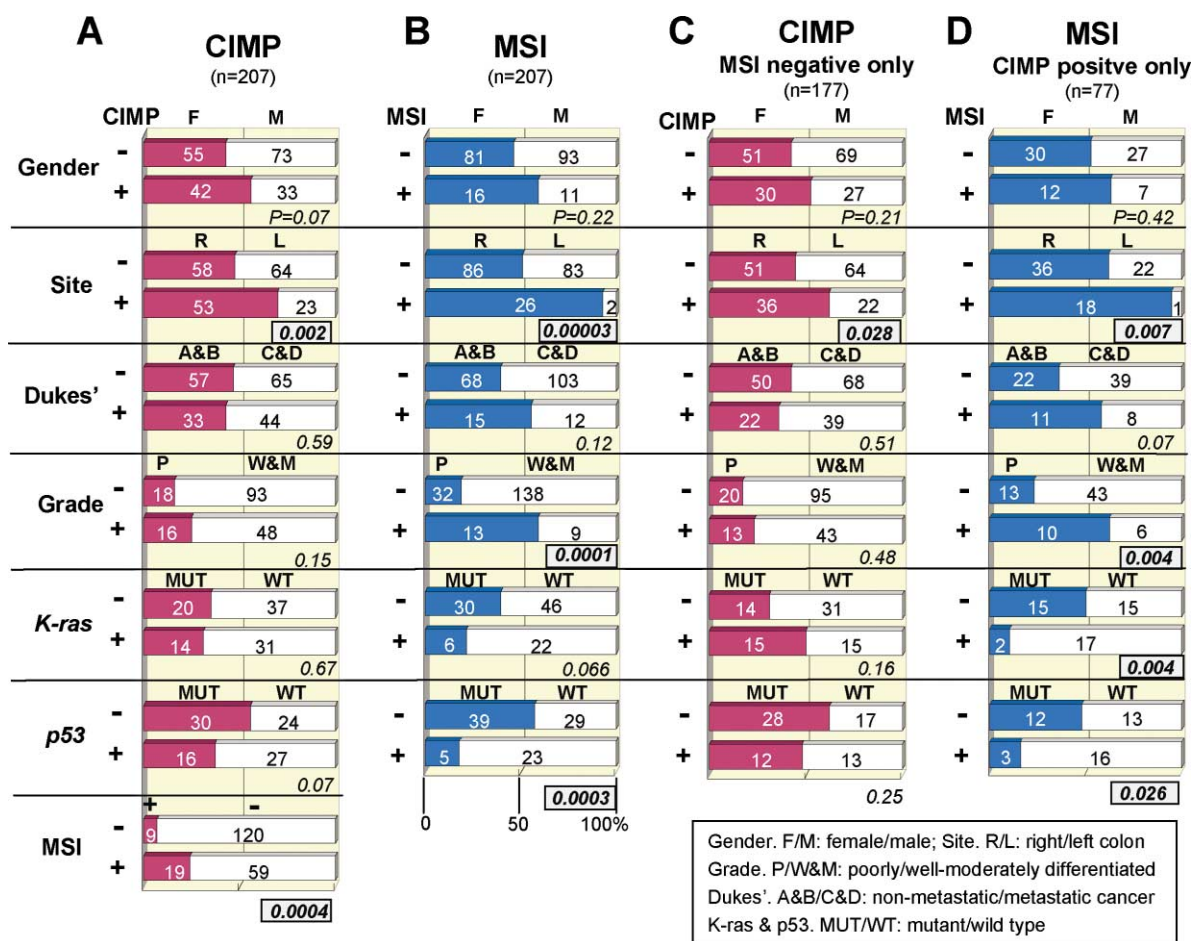 A B C D
CIMP MSI CIMP MSI
MSI negative only CIMP positve only
(n=207) (n=207) (n=177) (n=77)
CIMP F M MSI F M CIMP F M MSI F M
Gender
- 55 73 - 81 93 - 51 69 - 30 27
+ 42 33 + 16 11 + 30 27 + 12 7
P=0.07 P=0.22 P=0.21 P=0.42
R L R L R L R L
Site
- 58 64 - 86 83 - 51 64 - 36 22
+ 53 23 + 26 2 + 36 22 + 18 1
0.002 0.00003 0.028 0.007
A&B C&D A&B C&D A&B C&D A&B C&D
Dukes’
- 57 65 - 68 103 - 50 68 - 22 39
+ 33 44 + 15 12 + 22 39 + 11 8
0.59 0.12 0.51 0.07
P W&M P W&M P W&M P W&M
Grade
- 18 93 - 32 138 - 20 95 - 13 43
+ 16 48 + 13 9 + 13 43 + 10 6
0.15 0.0001 0.48 0.004
MUT WT MUT WT MUT WT MUT WT
K-ras
- 20 37 - 30 46 - 14 31 - 15 15
+ 14 31 + 6 22 + 15 15 + 2 17
0.67 0.066 0.16 0.004
MUT WT MUT WT MUT WT MUT WT
p53
- 30 24 - 39 29 - 28 17 - 12 13
+ 16 27 + 5 23 + 12 13 + 3 16
0.07 0.0003 0.25 0.026
+ - 0 50 100%
MSI
- 9 120
+ 19 59
0.0004
Gender. F/M: female/male; Site. R/L: right/left colon
Grade. P/W&M: poorly/well-moderately differentiated
Dukes’. A&B/C&D: non-metastatic/metastatic cancer
K-ras & p53. MUT/WT: mutant/wild type